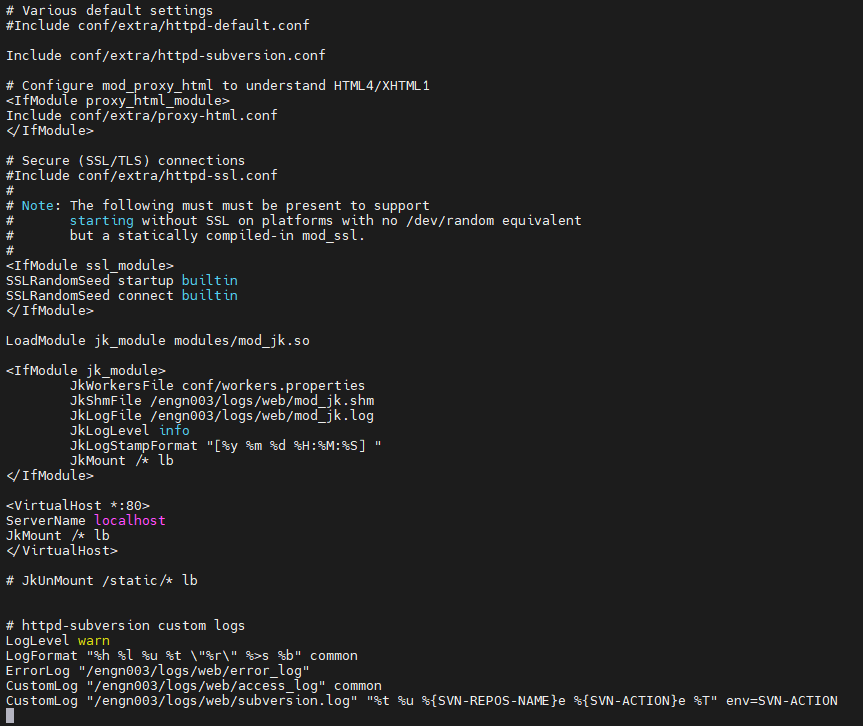 # Various default settings
#Include conf/extra/httpd-default.conf
Include conf/extra/httpd-subversion.conf
# Configure mod_proxy_html to understand HTML4/XHTML1
<IfModule proxy_html_module>
Include conf/extra/proxy-html.conf
</IfModule>
# Secure (SSL/TLS) connections
#Include conf/extra/httpd-ssl.conf
#
# Note: The following must must be present to support
#       starting without SSL on platforms with no /dev/random equivalent
#       but a statically compiled-in mod_ssl.
#
<IfModule ssl_module>
SSLRandomSeed startup builtin
SSLRandomSeed connect builtin
</IfModule>
LoadModule jk_module modules/mod_jk.so
<IfModule jk_module>
        JkWorkersFile conf/workers.properties
        JkShmFile /engn003/logs/web/mod_jk.shm
        JkLogFile /engn003/logs/web/mod_jk.log
        JkLogLevel info
        JkLogStampFormat "[%y %m %d %H:%M:%S] "
        JkMount /* lb
</IfModule>
<VirtualHost *:80>
ServerName localhost
JkMount /* lb
</VirtualHost>
# JkUnMount /static/* lb
# httpd-subversion custom logs
LogLevel warn
LogFormat "%h %l %u %t \"%r\" %>s %b" common
ErrorLog "/engn003/logs/web/error_log"
CustomLog "/engn003/logs/web/access_log" common
CustomLog "/engn003/logs/web/subversion.log" "%t %u %{SVN-REPOS-NAME}e %{SVN-ACTION}e %T" env=SVN-ACTION